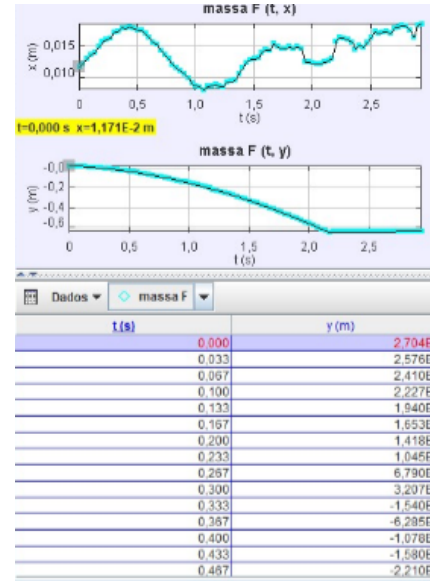 massa F (t, x)
x (m)
0,015
0,010
0 0,5 1,0 1,5 2,0 2,5
t (s)
t=0,000 s x=1,171E-2 m
massa F (t, y)
y (m)
-0,0
-0,2
-0,4
-0,6
0 0,5 1,0 1,5 2,0 2,5
t (s)
Dados massa F
t (s) y (m)
0,000 2,704E
0,033 2,576E
0,067 2,410E
0,100 2,227E
0,133 1,940E
0,167 1,653E
0,200 1,418E
0,233 1,045E
0,267 6,790E
0,300 3,207E
0,333 -1,540E
0,367 -6,285E
0,400 -1,078E
0,433 -1,580E
0,467 -2,210E